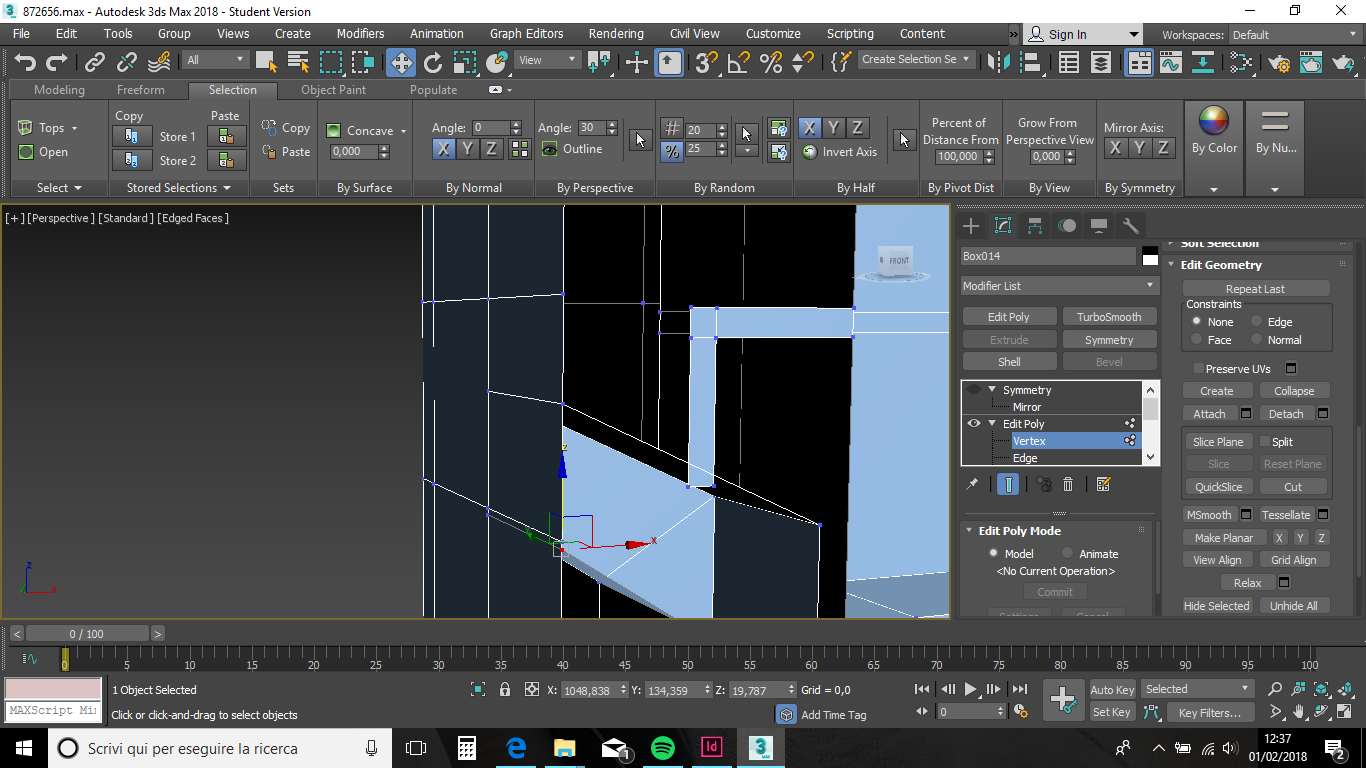 872656.max - Autodesk 3ds Max 2018 - Student Version
File Edit Tools Group Views Create Modifiers Animation Graph Editors Rendering Civil View Customize Scripting Content » Sign In Workspaces: Default
All View Create Selection Se
Modeling Freeform Selection Object Paint Populate
Tops Open
Select
Copy Paste
Store 1
Store 2
Stored Selections
Copy
Paste
Sets
Concave
0,000
By Surface
Angle: 0
X Y Z
By Normal
Angle: 30
Outline
By Perspective
# 20
% 25
By Random
X Y Z
Invert Axis
By Half
Percent of
Distance From
100,000
By Pivot Dist
Grow From
Perspective View
0,000
By View
Mirror Axis:
X Y Z
By Symmetry
By Color
By Nu...
[+] [Perspective] [Standard] [Edged Faces]
FRONT
z
x
z
x
Box014
Modifier List
Edit Poly TurboSmooth
Extrude Symmetry
Shell Bevel
Symmetry
Mirror
Edit Poly
Vertex
Edge
Edit Poly Mode
Model Animate
<No Current Operation>
Commit
Settings Cancel
Soft Selection
Edit Geometry
Repeat Last
Constraints
None Edge
Face Normal
Preserve UVs
Create Collapse
Attach Detach
Slice Plane Split
Slice Reset Plane
QuickSlice Cut
MSmooth Tessellate
Make Planar X Y Z
View Align Grid Align
Relax
Hide Selected Unhide All
< 0 / 100 >
0 5 10 15 20 25 30 35 40 45 50 55 60 65 70 75 80 85 90 95 100
MAXScript Mi
1 Object Selected
Click or click-and-drag to select objects
X: 1048,838 Y: 134,359 Z: 19,787 Grid = 0,0
Add Time Tag
0
Auto Key Selected
Set Key Key Filters...
Scrivi qui per eseguire la ricerca
1
Id
3
MAX
12:37
01/02/2018
2